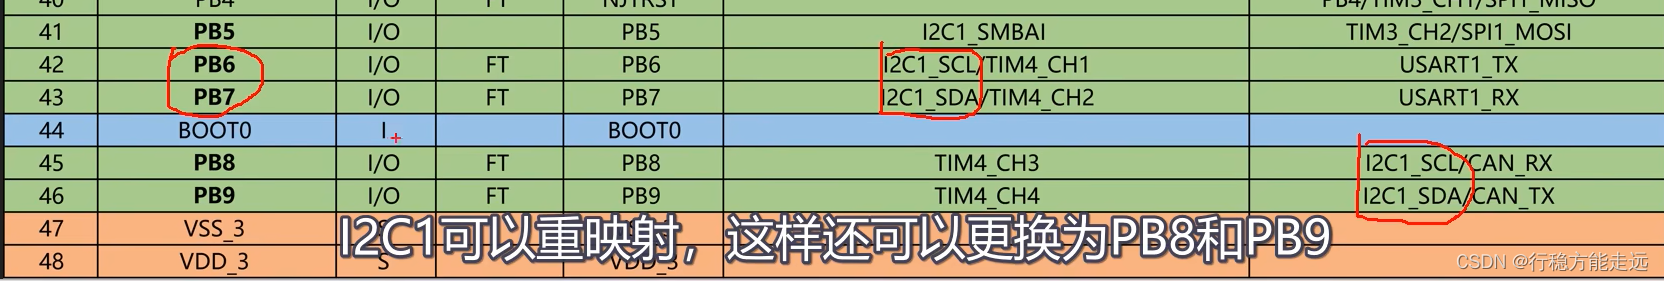 40 PB4 I/O FT NJTRST PB4/TIM3_CH1/SPI1_MISO
41 PB5 I/O PB5 I2C1_SMBAI TIM3_CH2/SPI1_MOSI
42 PB6 I/O FT PB6 I2C1_SCL/TIM4_CH1 USART1_TX
43 PB7 I/O FT PB7 I2C1_SDA/TIM4_CH2 USART1_RX
44 BOOT0 I BOOT0
45 PB8 I/O FT PB8 TIM4_CH3 I2C1_SCL/CAN_RX
46 PB9 I/O FT PB9 TIM4_CH4 I2C1_SDA/CAN_TX
47 VSS_3 S
I2C1可以重映射，这样还可以更换为PB8和PB9
48 VDD_3 S VDD_3
CSDN @行稳方能走远